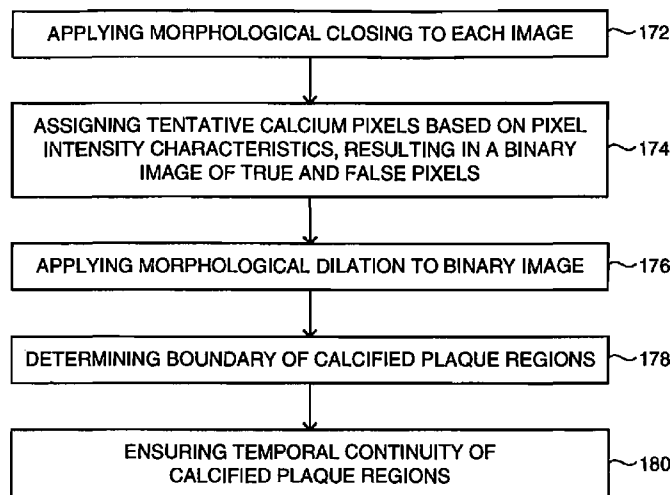 APPLYING MORPHOLOGICAL CLOSING TO EACH IMAGE 172
ASSIGNING TENTATIVE CALCIUM PIXELS BASED ON PIXEL
INTENSITY CHARACTERISTICS, RESULTING IN A BINARY 174
IMAGE OF TRUE AND FALSE PIXELS
APPLYING MORPHOLOGICAL DILATION TO BINARY IMAGE 176
DETERMINING BOUNDARY OF CALCIFIED PLAQUE REGIONS 178
ENSURING TEMPORAL CONTINUITY OF
CALCIFIED PLAQUE REGIONS 180